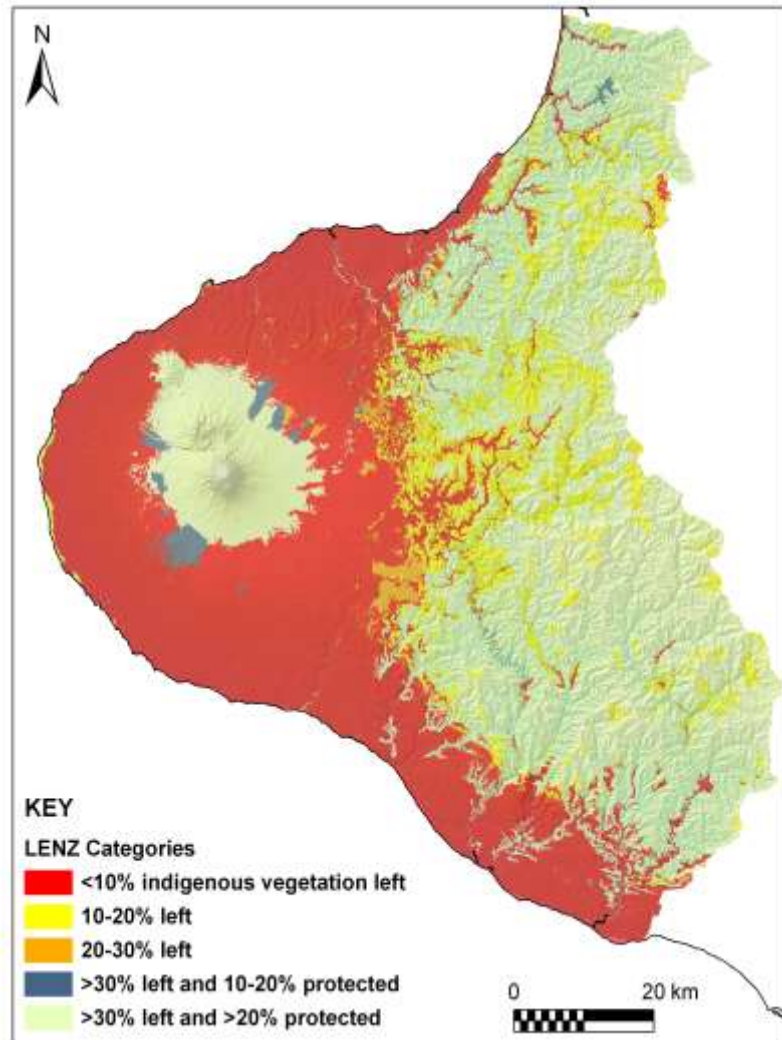 N
KEY
LENZ Categories
<10% indigenous vegetation left
10-20% left
20-30% left
>30% left and 10-20% protected
>30% left and >20% protected
0 20 km